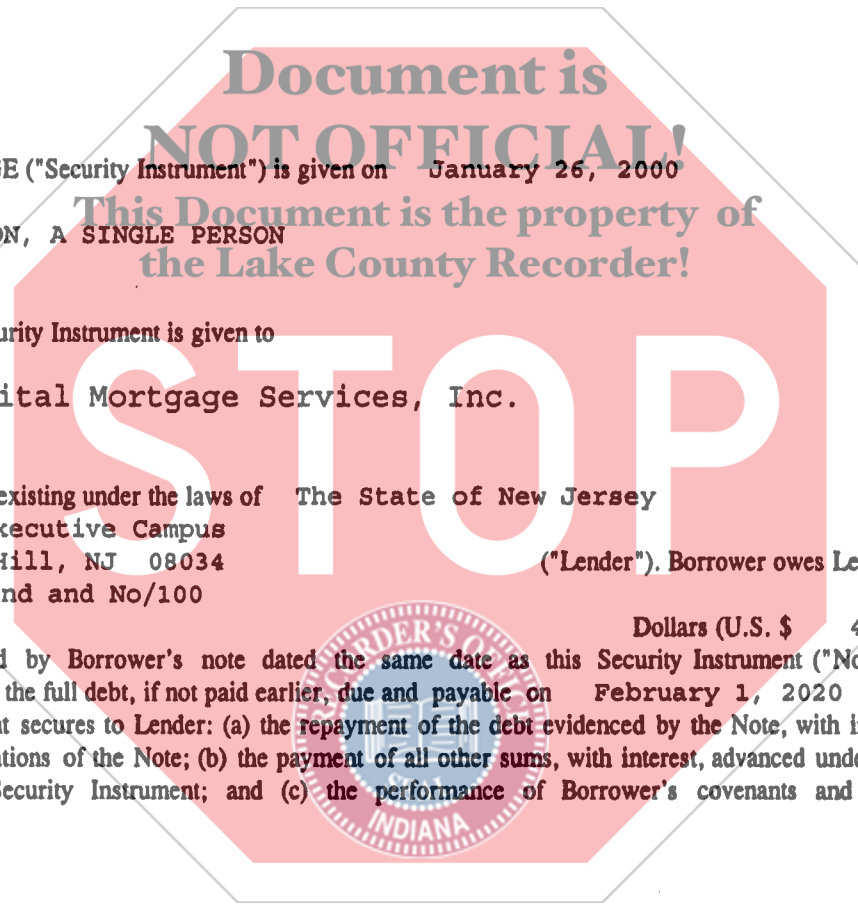 Document is
NOT OFFICIAL!
GE ("Security Instrument") is given on January 26, 2000
This Document is the property of
ON, A SINGLE PERSON
the Lake County Recorder!
urity Instrument is given to
ital Mortgage Services, Inc.
STOP
existing under the laws of The State of New Jersey
xecutive Campus
Hill, NJ 08034 ("Lender"). Borrower owes Le
nd and No/100
Dollars (U.S. $ 4
d by Borrower's note dated the same date as this Security Instrument ("No
the full debt, if not paid earlier, due and payable on February 1, 2020
nt secures to Lender: (a) the repayment of the debt evidenced by the Note, with i
ations of the Note; (b) the payment of all other sums, with interest, advanced unde
Security Instrument; and (c) the performance of Borrower's covenants and
RECORDER'S OFFICE
SEAL
INDIANA